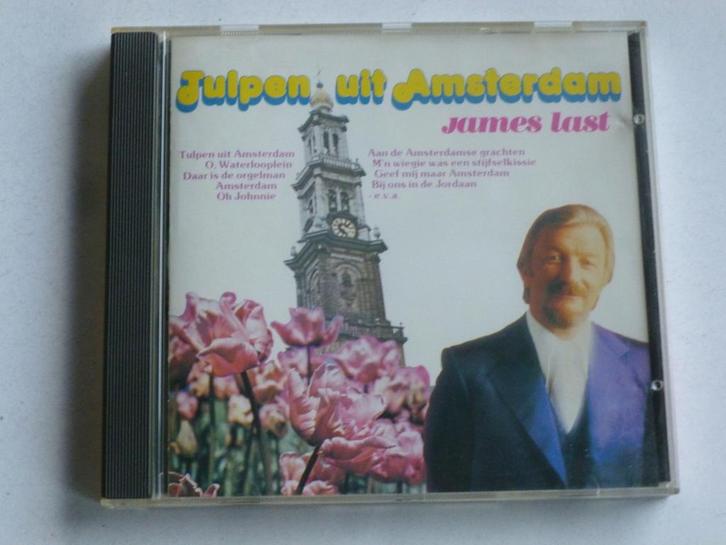 Tulpen uit Amsterdam
James last
Tulpen uit Amsterdam
O, Waterlooplein
Daar is de orgelman
Amsterdam
Oh Johnnie
Aan de Amsterdamse grachten
M'n wiegie was een stijfselkissie
Geef mij maar Amsterdam
Bij ons in de Jordaan
- e.v.a.